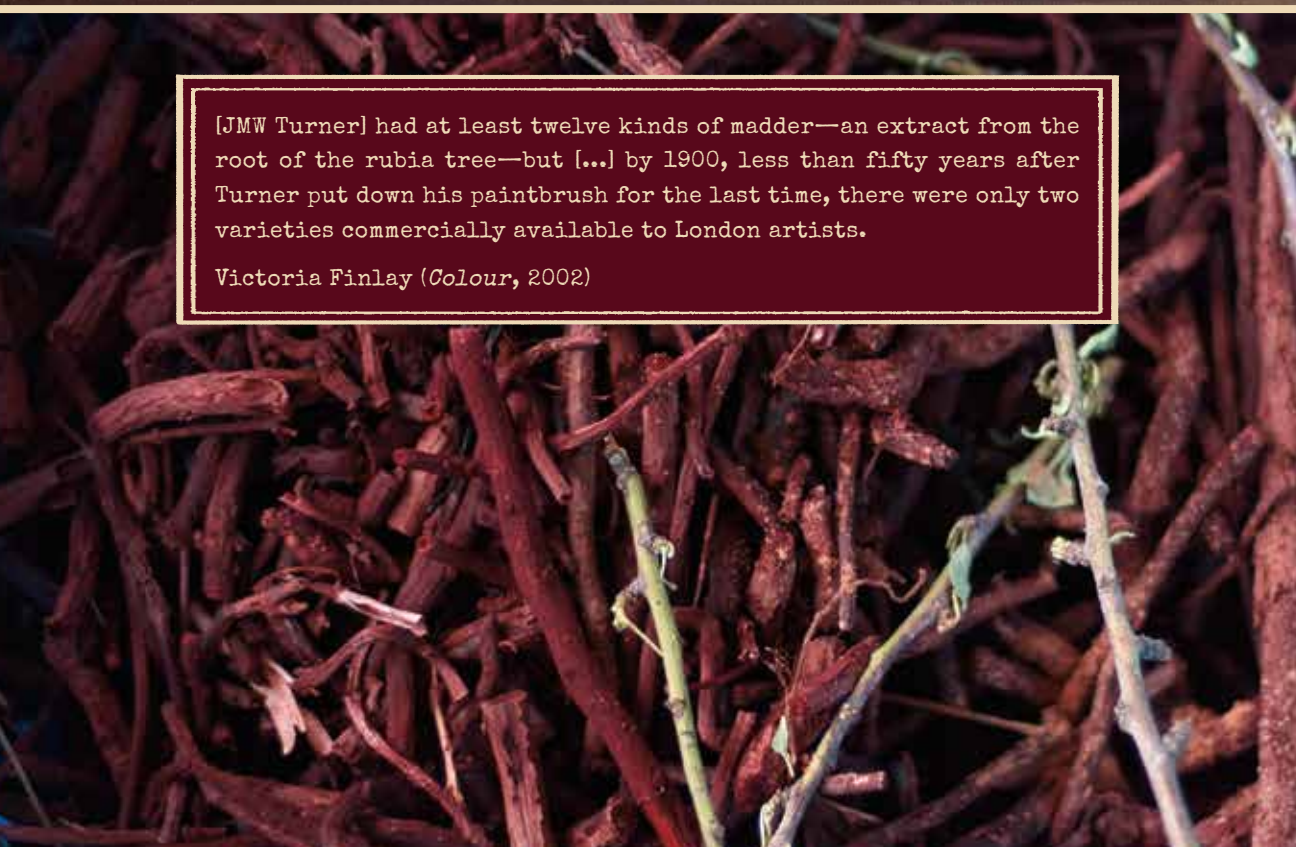 [JMW Turner] had at least twelve kinds of madder—an extract from the
root of the rubia tree—but [...] by 1900, less than fifty years after
Turner put down his paintbrush for the last time, there were only two
varieties commercially available to London artists.
Victoria Finlay (Colour, 2002)